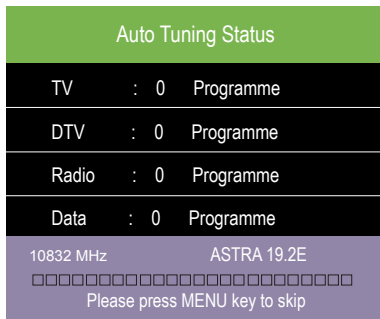 Auto Tuning Status
TV : 0 Programme
DTV : 0 Programme
Radio : 0 Programme
Data : 0 Programme
10832 MHz ASTRA 19.2E
Please press MENU key to skip